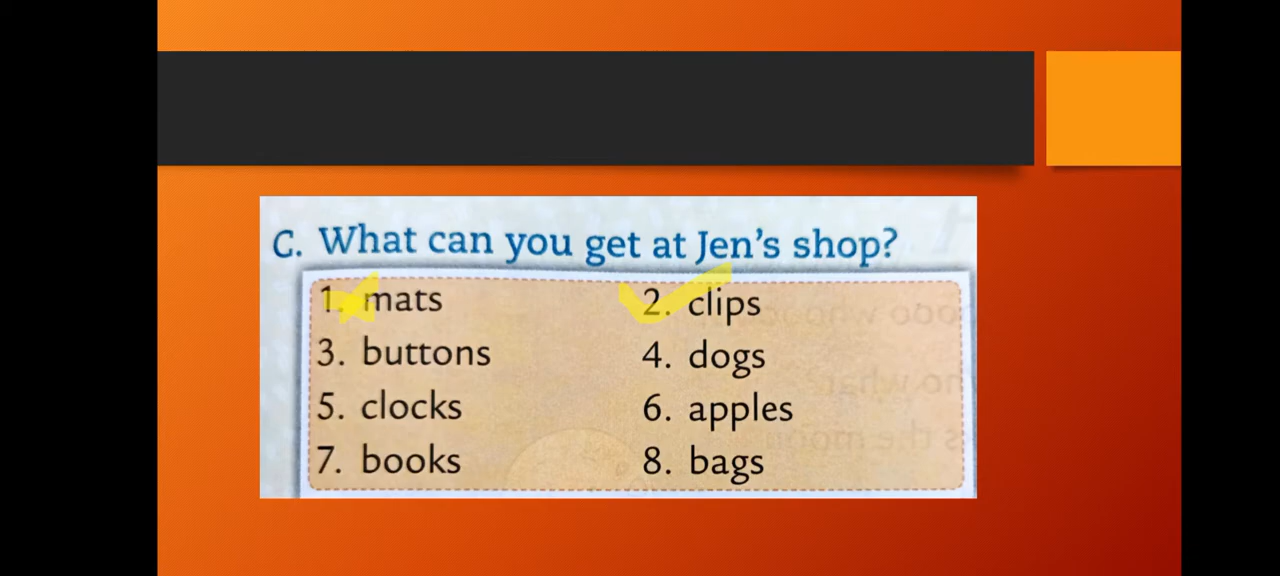 C. What can you get at Jen's shop?
1. mats 2. clips
3. buttons 4. dogs
5. clocks 6. apples
7. books 8. bags